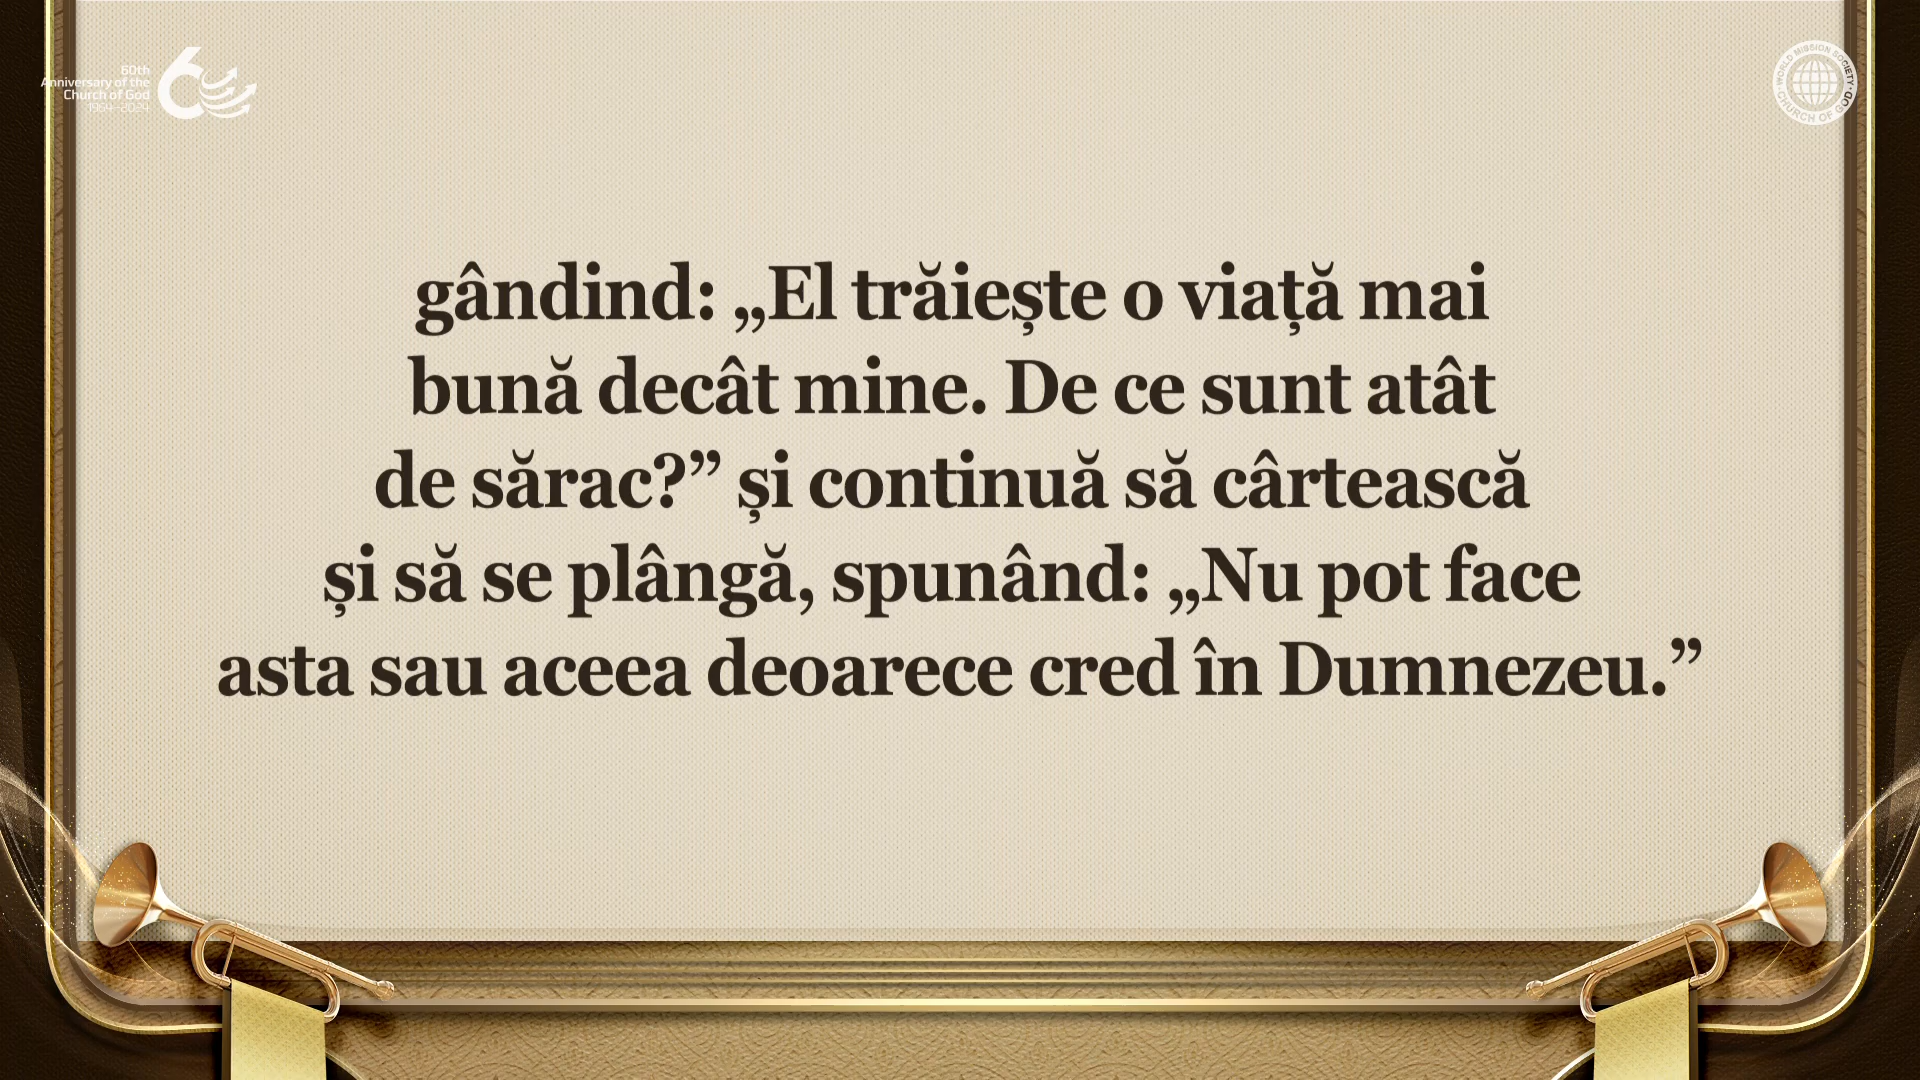 60th
Anniversary of the
Church of God
1964–2024
WORLD MISSION SOCIETY
CHURCH OF GOD
gândind: „El trăiește o viață mai
bună decât mine. De ce sunt atât
de sărac?” și continuă să cârtească
și să se plângă, spunând: „Nu pot face
asta sau aceea deoarece cred în Dumnezeu.”